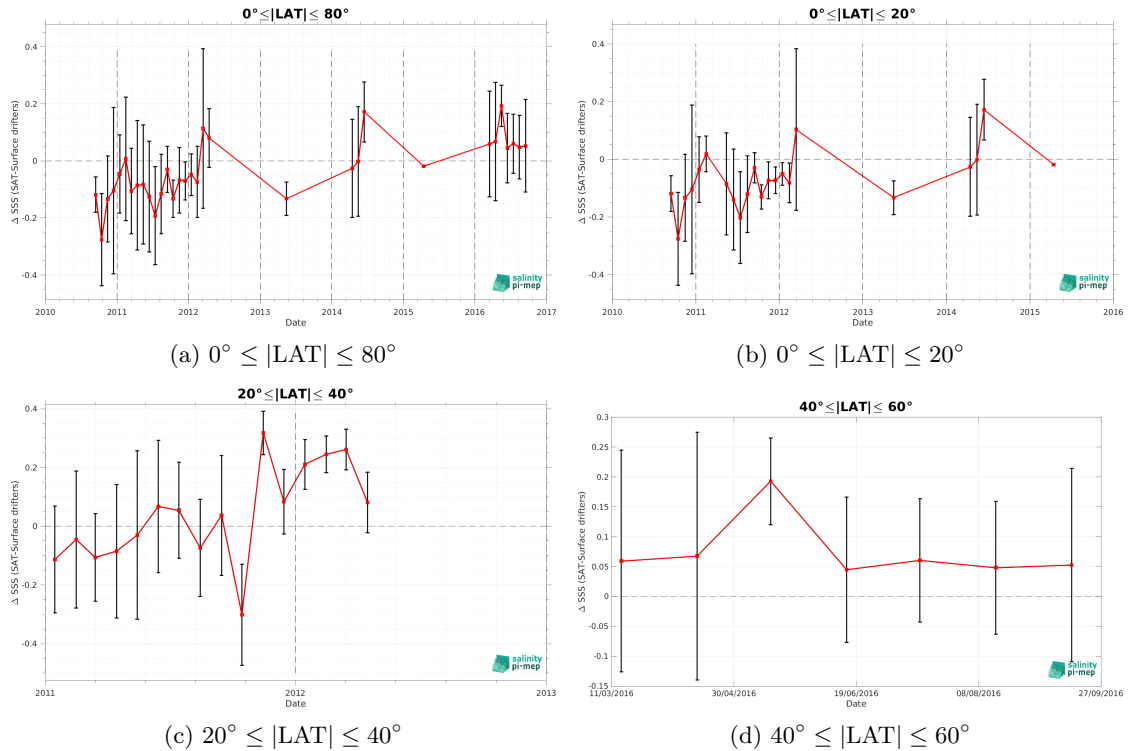 0°≤|LAT|≤ 80°
Δ SSS (SAT-Surface drifters)
0.4
0.2
0
-0.2
-0.4
2010 2011 2012 2013 2014 2015 2016 2017
Date
salinity
pi-mep
(a) 0° ≤ |LAT| ≤ 80°
0°≤|LAT|≤ 20°
Δ SSS (SAT-Surface drifters)
0.4
0.2
0
-0.2
-0.4
2010 2011 2012 2013 2014 2015 2016
Date
salinity
pi-mep
(b) 0° ≤ |LAT| ≤ 20°
20°≤|LAT|≤ 40°
Δ SSS (SAT-Surface drifters)
0.4
0.2
0
-0.2
-0.4
2011 2012 2013
Date
salinity
pi-mep
(c) 20° ≤ |LAT| ≤ 40°
40°≤|LAT|≤ 60°
Δ SSS (SAT-Surface drifters)
0.3
0.25
0.2
0.15
0.1
0.05
0
-0.05
-0.1
-0.15
11/03/2016 30/04/2016 19/06/2016 08/08/2016 27/09/2016
Date
salinity
pi-mep
(d) 40° ≤ |LAT| ≤ 60°